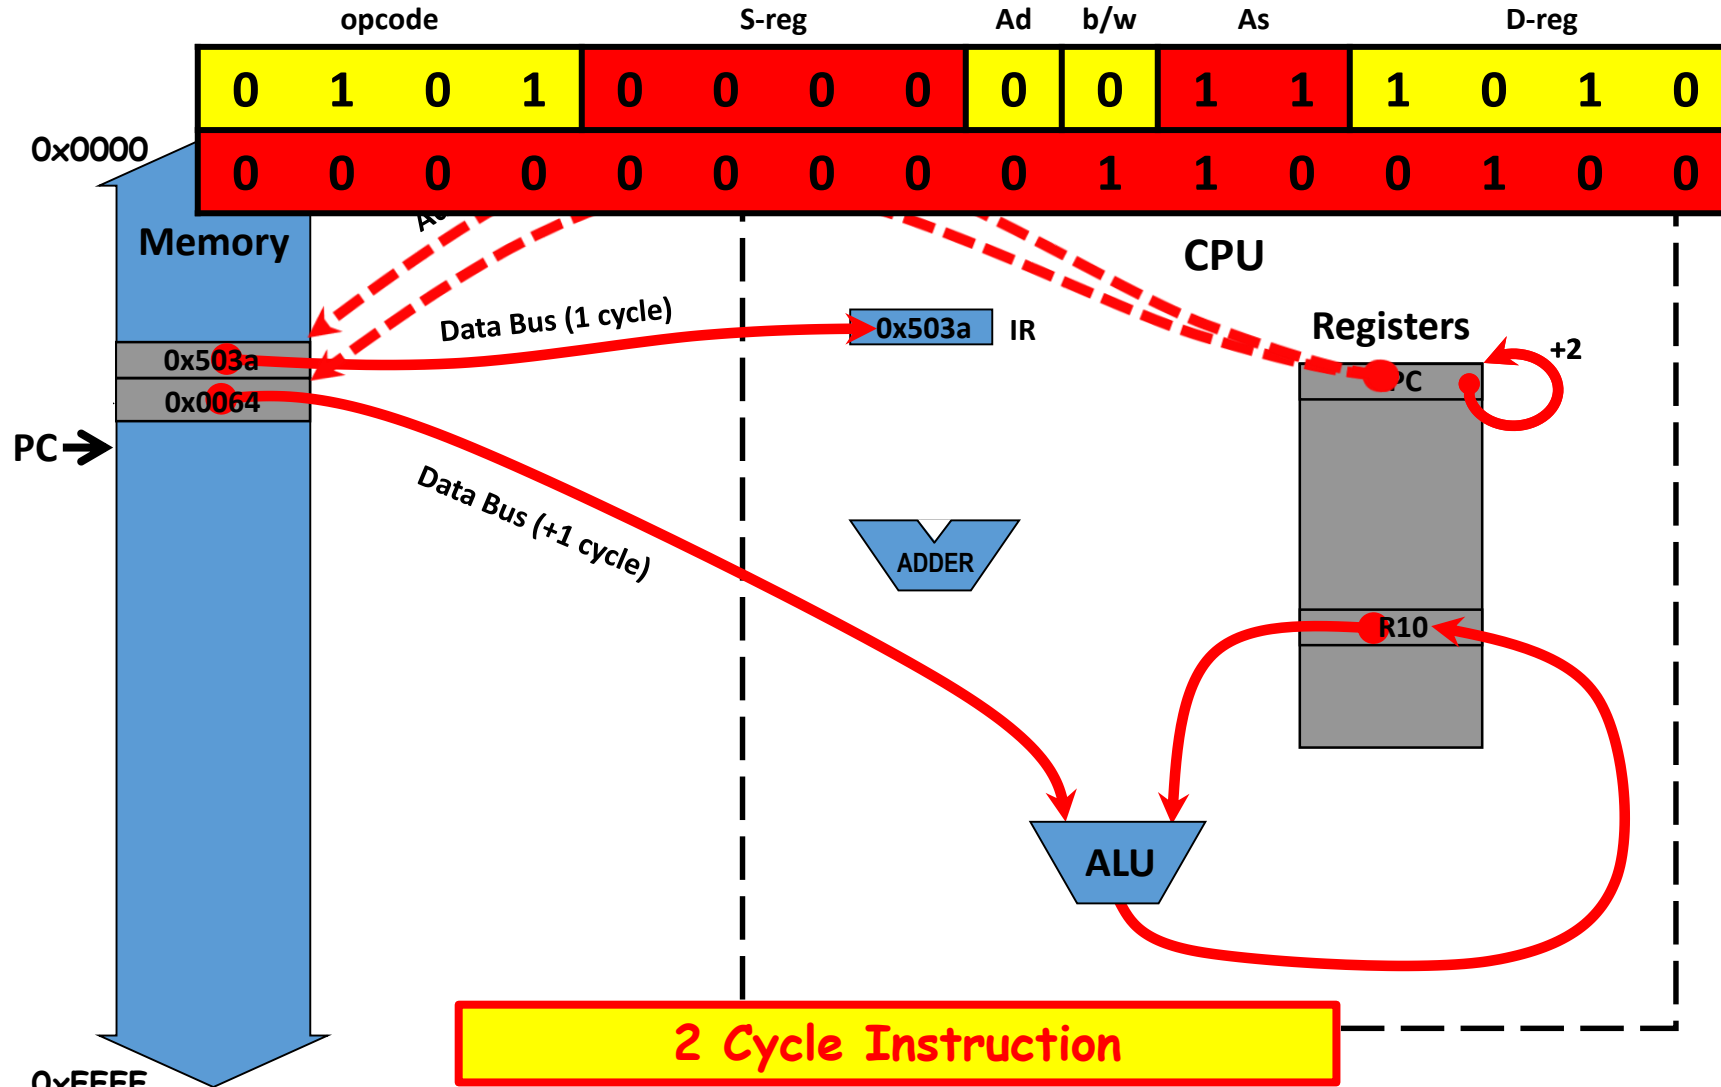 opcode S-reg Ad b/w As D-reg
0 1 0 1 0 0 0 0 0 0 1 1 1 0 1 0
0 0 0 0 0 0 0 0 0 1 1 0 0 1 0 0
0x0000
Memory
CPU
Data Bus (1 cycle)
0x503a IR
Registers
+2
0x503a
PC
0x0064
PC
Data Bus (+1 cycle)
ADDER
R10
ALU
2 Cycle Instruction
0xFFFF